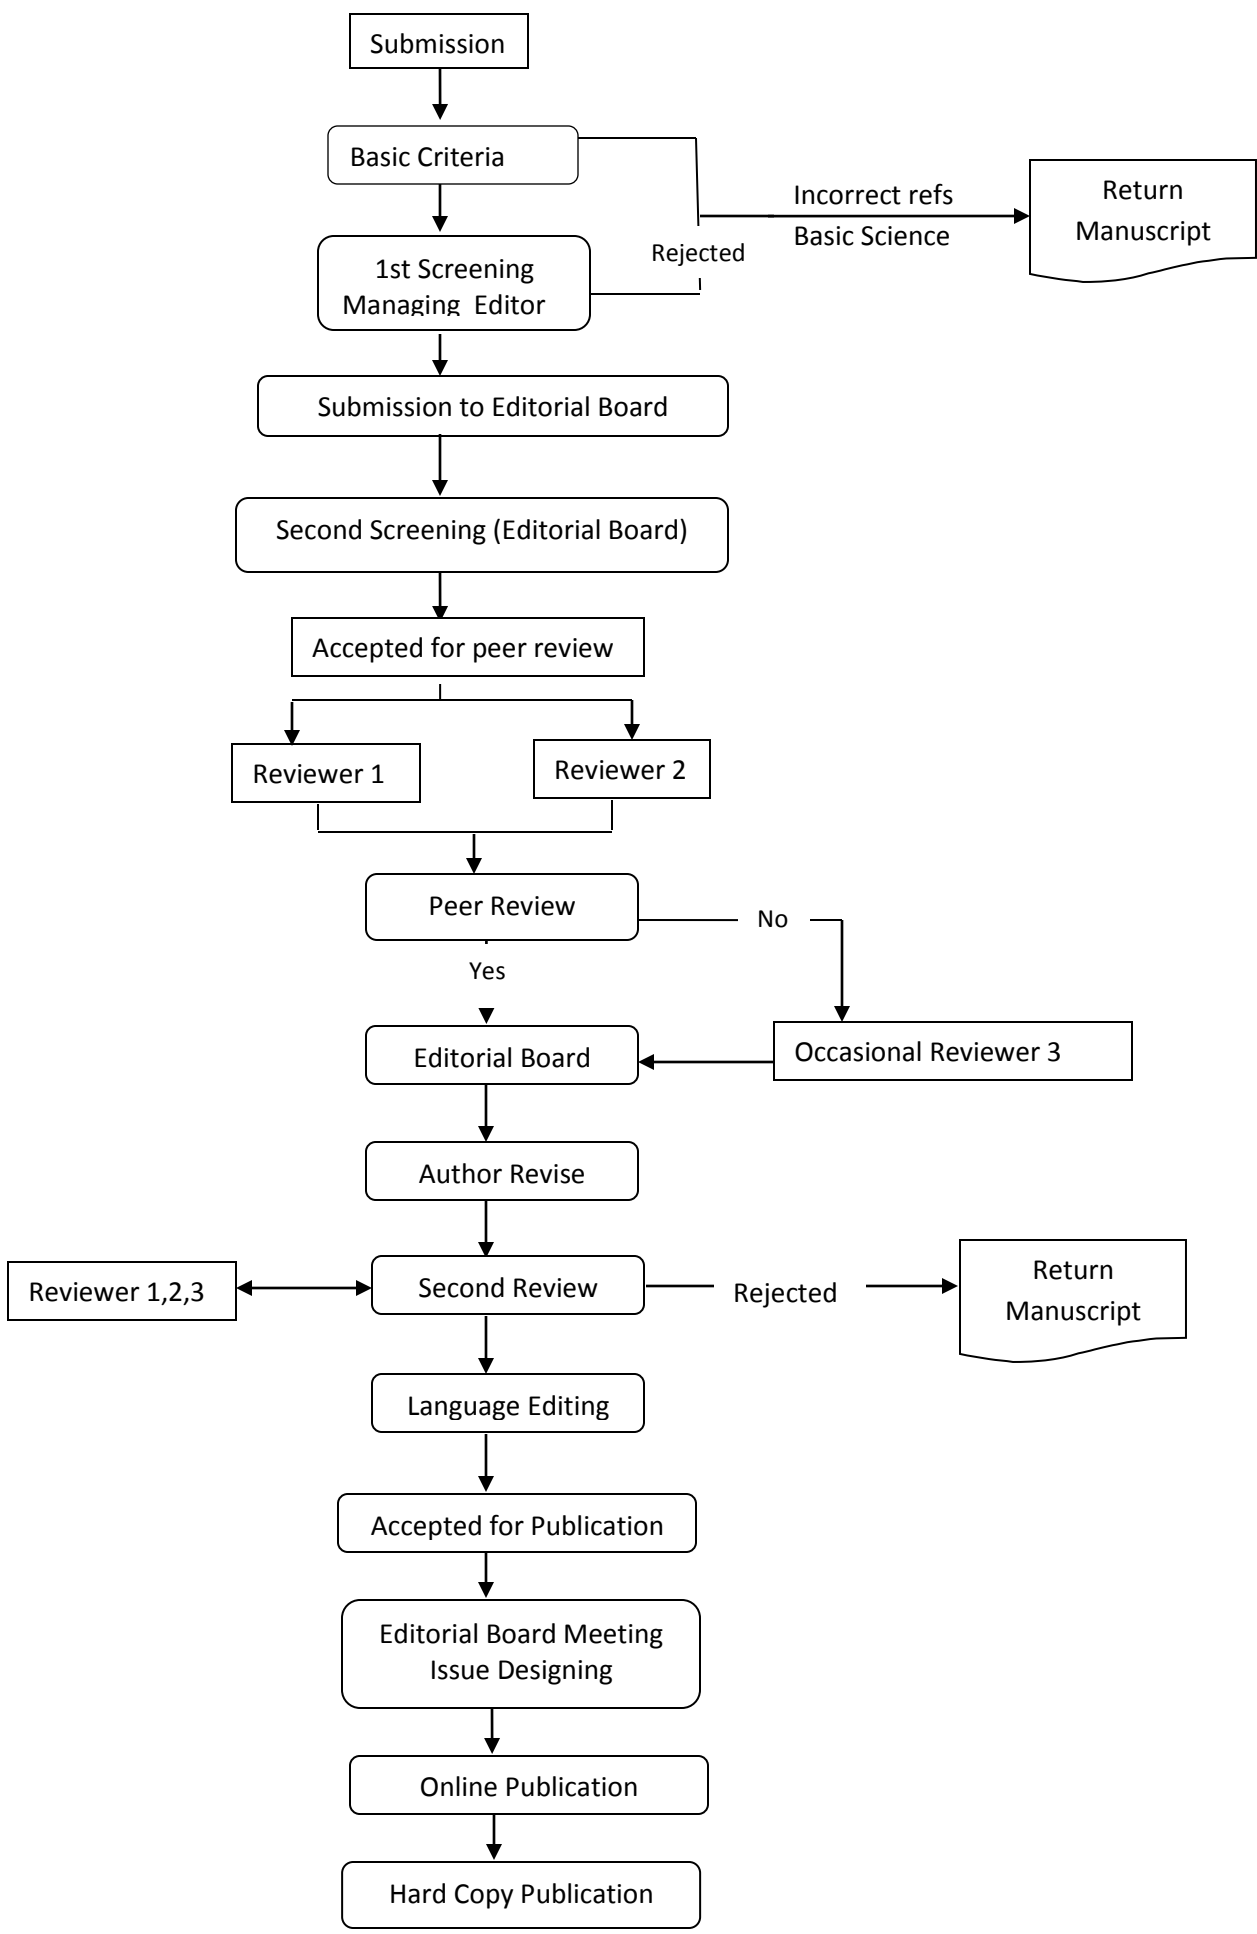 Submission
Basic Criteria
Incorrect refs
Basic Science
Return
Manuscript
Rejected
1st Screening
Managing Editor
Submission to Editorial Board
Second Screening (Editorial Board)
Accepted for peer review
Reviewer 1
Reviewer 2
Peer Review
No
Yes
Editorial Board
Occasional Reviewer 3
Author Revise
Reviewer 1,2,3
Second Review
Rejected
Return
Manuscript
Language Editing
Accepted for Publication
Editorial Board Meeting
Issue Designing
Online Publication
Hard Copy Publication